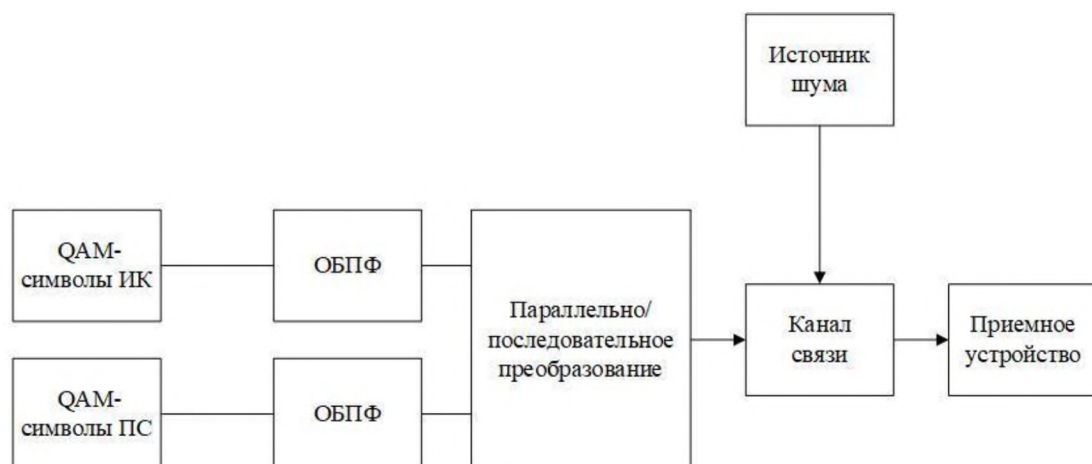 Источник
шума
QAM-
символы ИК
ОБПФ
Параллельно/
последовательное
преобразование
Канал
связи
Приемное
устройство
QAM-
символы ПС
ОБПФ